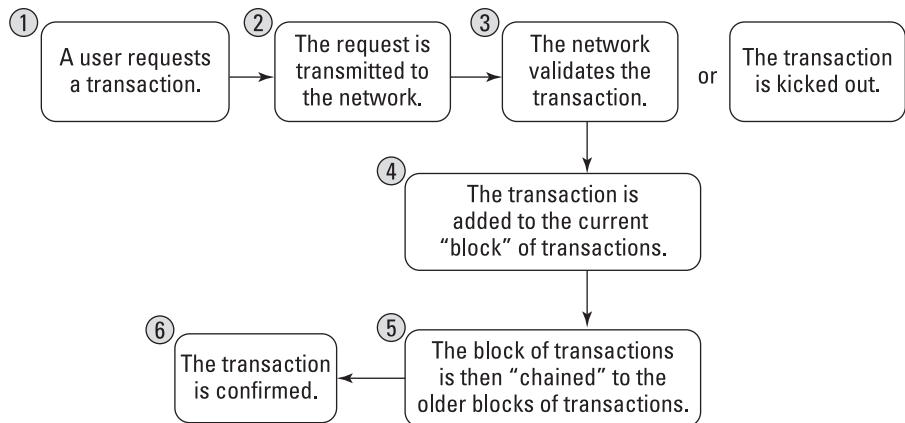 1
A user requests
a transaction.
2
The request is
transmitted to
the network.
3
The network
validates the
transaction.
or
The transaction
is kicked out.
4
The transaction is
added to the current
“block” of transactions.
5
The block of transactions
is then “chained” to the
older blocks of transactions.
6
The transaction
is confirmed.